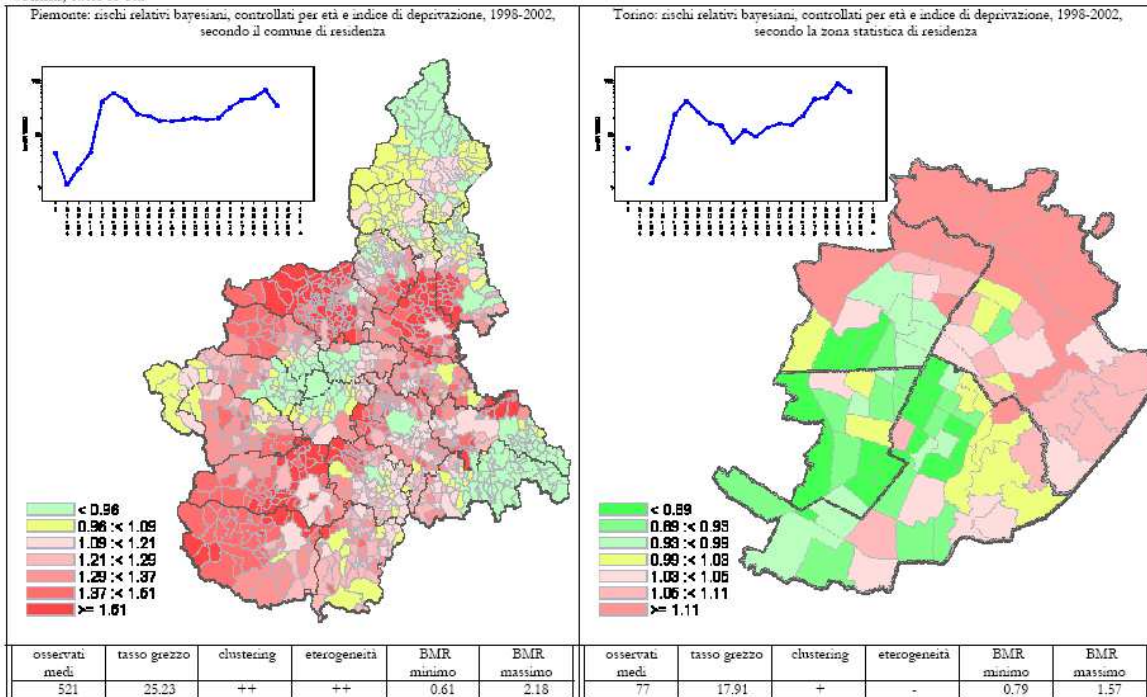 Piemonte: rischi relativi bayesiani, controllati per età e indice di deprivazione, 1998-2002,
secondo il comune di residenza
< 0.96
0.96 :< 1.09
1.09 :< 1.21
1.21 :< 1.29
1.29 :< 1.37
1.37 :< 1.51
>= 1.51
osservati medi	tasso grezzo	clustering	eterogeneità	BMR minimo	BMR massimo
521	25.23	++	++	0.61	2.18
Torino: rischi relativi bayesiani, controllati per età e indice di deprivazione, 1998-2002,
secondo la zona statistica di residenza
< 0.89
0.89 :< 0.93
0.93 :< 0.99
0.99 :< 1.03
1.03 :< 1.05
1.05 :< 1.11
>= 1.11
osservati medi	tasso grezzo	clustering	eterogeneità	BMR minimo	BMR massimo
77	17.91	+	-	0.79	1.57